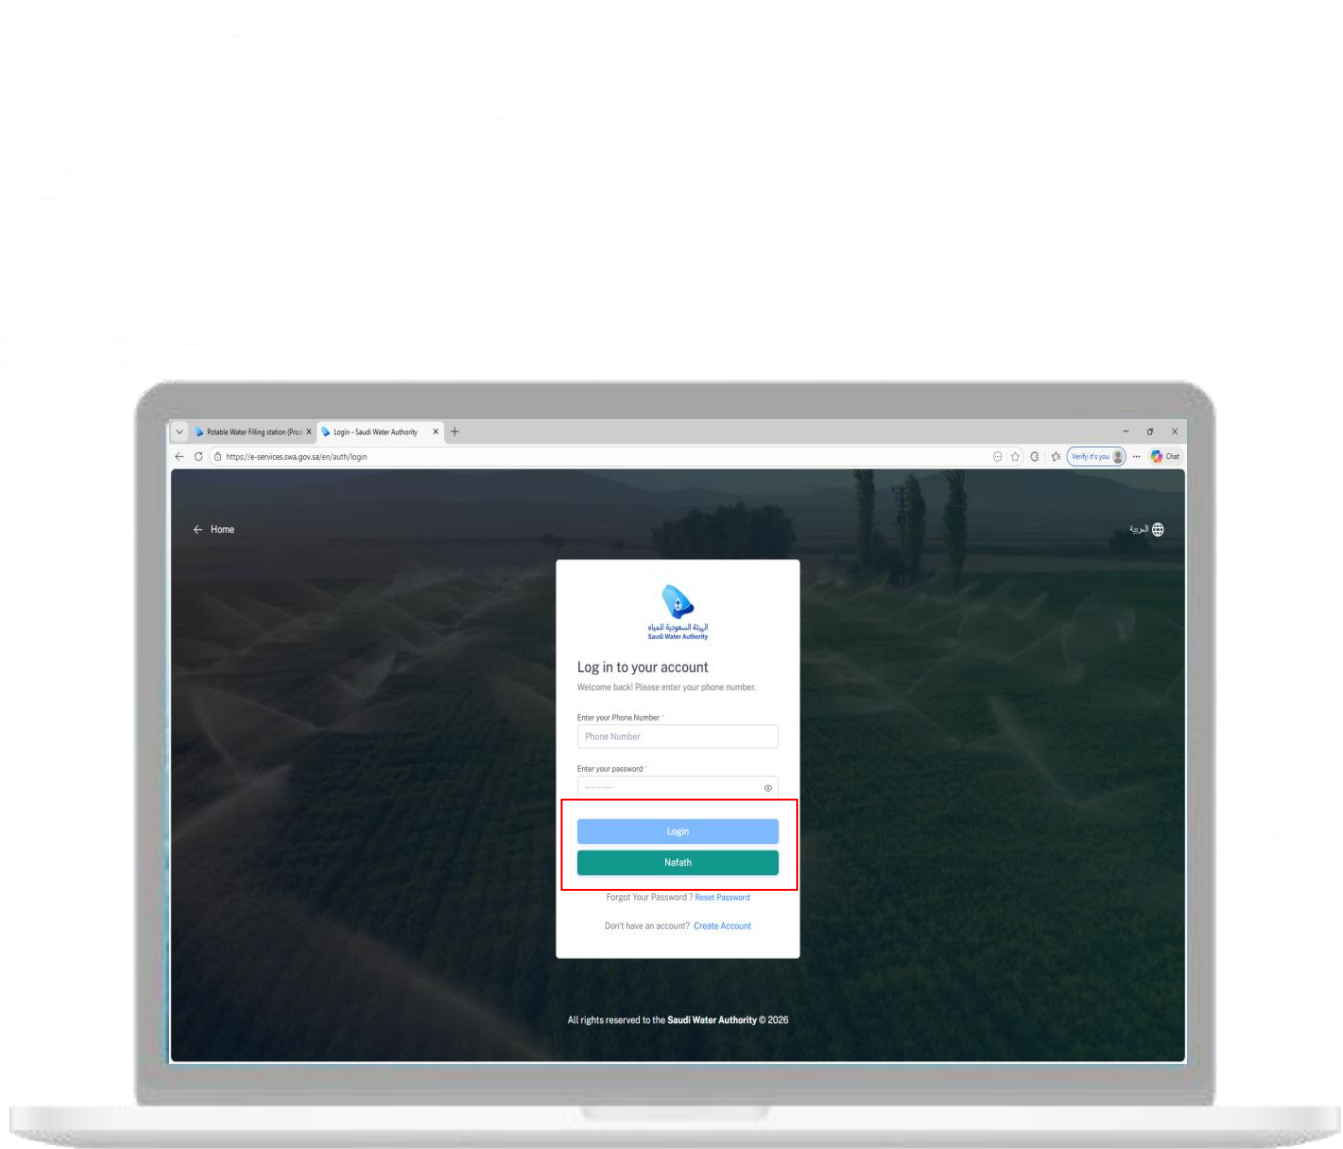 Potable Water Filling station (Proc
Login - Saudi Water Authority
https://e-services.swa.gov.sa/en/auth/login
Verify it's you
Chat
Home
العربية
الهيئة السعودية للمياه
Saudi Water Authority
Log in to your account
Welcome back! Please enter your phone number.
Enter your Phone Number *
Phone Number
Enter your password *
Login
Nafath
Forgot Your Password ? Reset Password
Don't have an account? Create Account
All rights reserved to the Saudi Water Authority © 2026